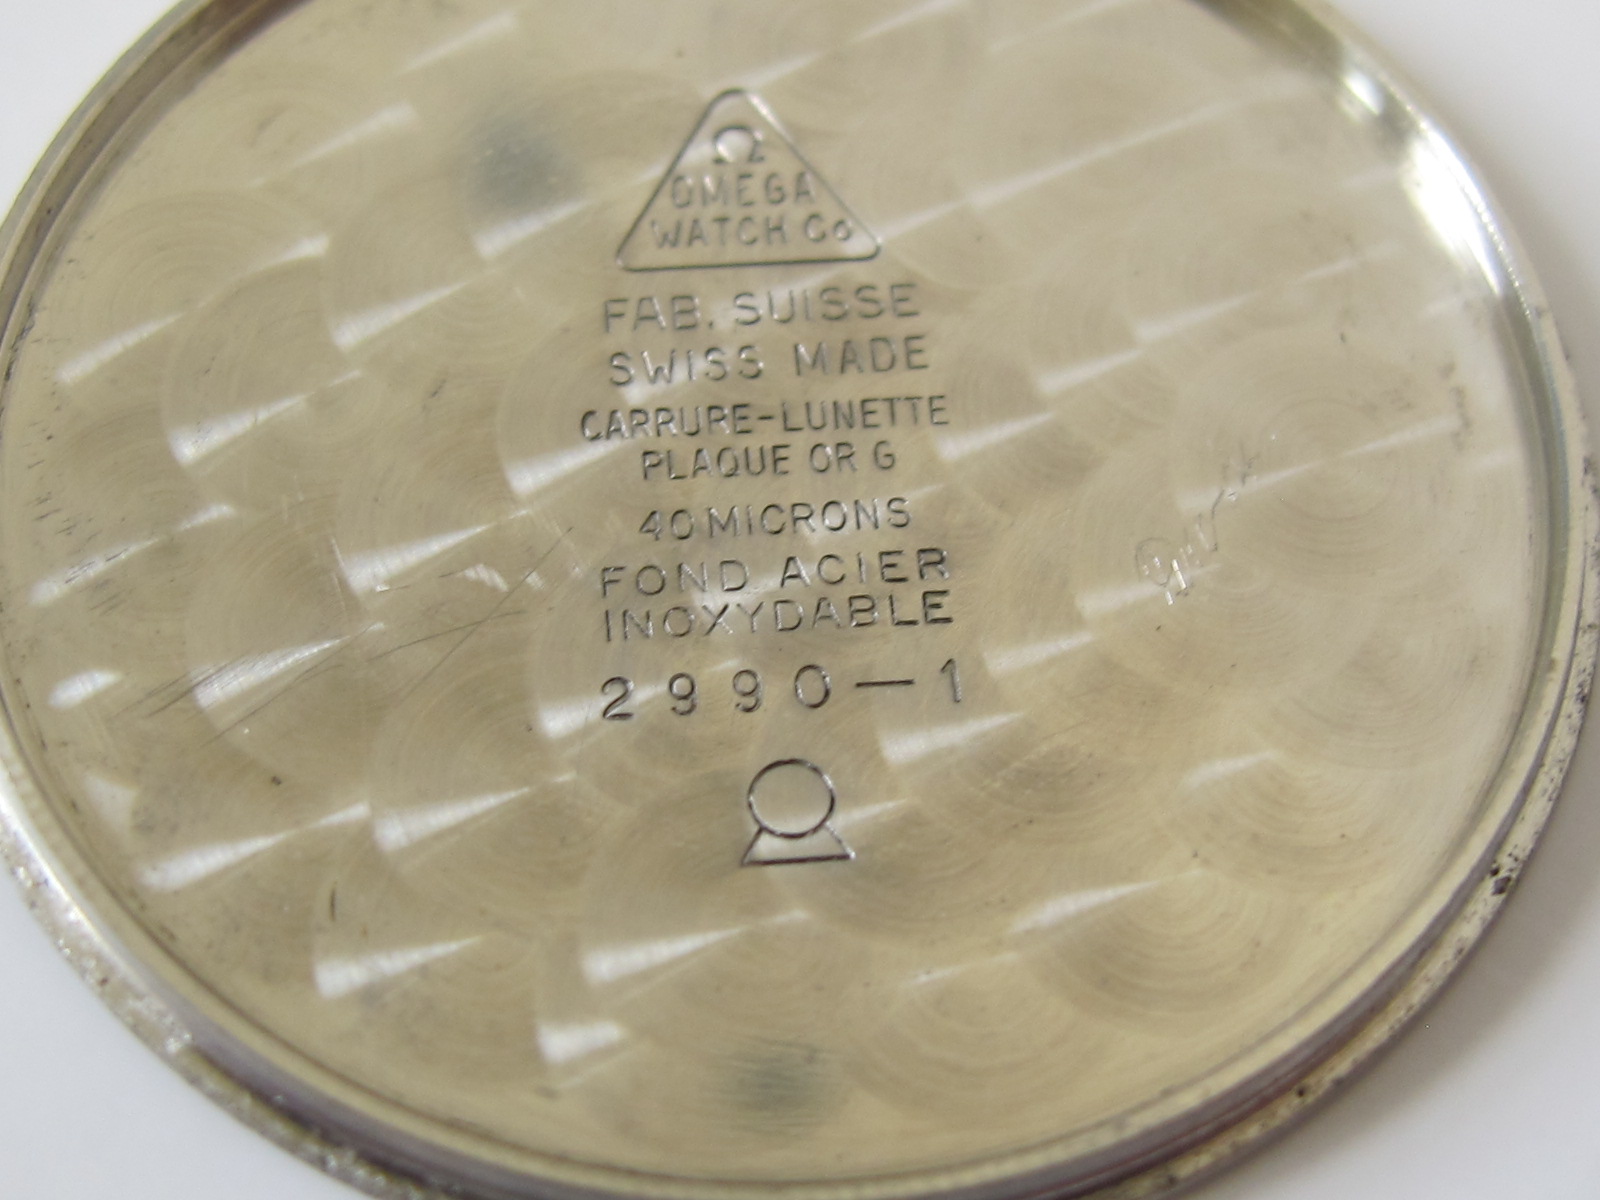 Ω
OMEGA
WATCH Co
FAB. SUISSE
SWISS MADE
CARRURE-LUNETTE
PLAQUE OR G
40 MICRONS
FOND ACIER
INOXYDABLE
2990-1